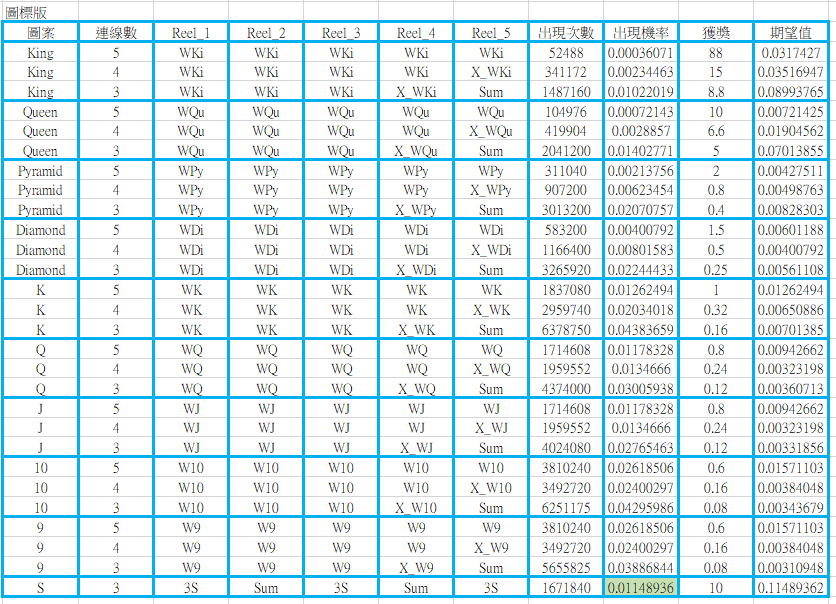 圖標版
圖案 連線數 Reel_1 Reel_2 Reel_3 Reel_4 Reel_5 出現次數 出現機率 獲獎 期望值
King 5 WKi WKi WKi WKi WKi 52488 0.00036071 88 0.0317427
King 4 WKi WKi WKi WKi X_WKi 341172 0.00234463 15 0.03516947
King 3 WKi WKi WKi X_WKi Sum 1487160 0.01022019 8.8 0.08993765
Queen 5 WQu WQu WQu WQu WQu 104976 0.00072143 10 0.00721425
Queen 4 WQu WQu WQu WQu X_WQu 419904 0.0028857 6.6 0.01904562
Queen 3 WQu WQu WQu X_WQu Sum 2041200 0.01402771 5 0.07013855
Pyramid 5 WPy WPy WPy WPy WPy 311040 0.00213756 2 0.00427511
Pyramid 4 WPy WPy WPy WPy X_WPy 907200 0.00623454 0.8 0.00498763
Pyramid 3 WPy WPy WPy X_WPy Sum 3013200 0.02070757 0.4 0.00828303
Diamond 5 WDi WDi WDi WDi WDi 583200 0.00400792 1.5 0.00601188
Diamond 4 WDi WDi WDi WDi X_WDi 1166400 0.00801583 0.5 0.00400792
Diamond 3 WDi WDi WDi X_WDi Sum 3265920 0.02244433 0.25 0.00561108
K 5 WK WK WK WK WK 1837080 0.01262494 1 0.01262494
K 4 WK WK WK WK X_WK 2959740 0.02034018 0.32 0.00650886
K 3 WK WK WK X_WK Sum 6378750 0.04383659 0.16 0.00701385
Q 5 WQ WQ WQ WQ WQ 1714608 0.01178328 0.8 0.00942662
Q 4 WQ WQ WQ WQ X_WQ 1959552 0.0134666 0.24 0.00323198
Q 3 WQ WQ WQ X_WQ Sum 4374000 0.03005938 0.12 0.00360713
J 5 WJ WJ WJ WJ WJ 1714608 0.01178328 0.8 0.00942662
J 4 WJ WJ WJ WJ X_WJ 1959552 0.0134666 0.24 0.00323198
J 3 WJ WJ WJ X_WJ Sum 4024080 0.02765463 0.12 0.00331856
10 5 W10 W10 W10 W10 W10 3810240 0.02618506 0.6 0.01571103
10 4 W10 W10 W10 W10 X_W10 3492720 0.02400297 0.16 0.00384048
10 3 W10 W10 W10 X_W10 Sum 6251175 0.04295986 0.08 0.00343679
9 5 W9 W9 W9 W9 W9 3810240 0.02618506 0.6 0.01571103
9 4 W9 W9 W9 W9 X_W9 3492720 0.02400297 0.16 0.00384048
9 3 W9 W9 W9 X_W9 Sum 5655825 0.03886844 0.08 0.00310948
S 3 3S Sum 3S Sum 3S 1671840 0.01148936 10 0.11489362